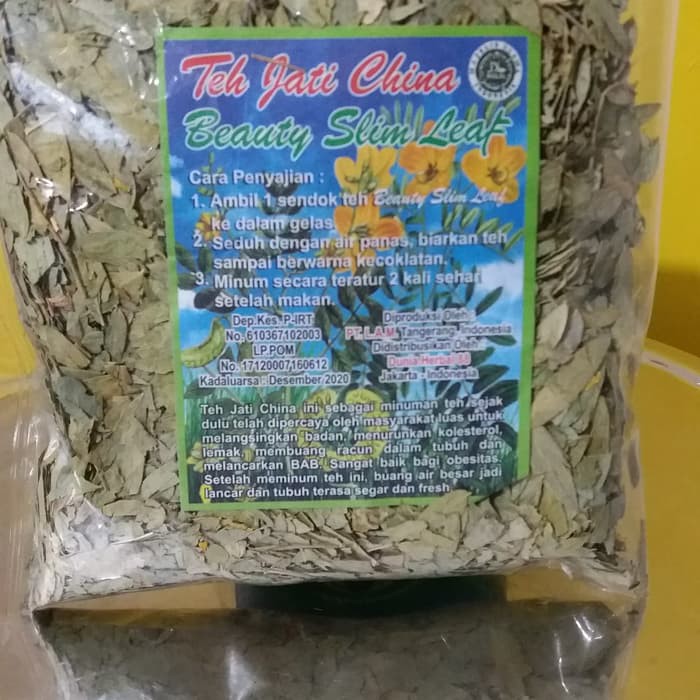 Teh Jati China
Beauty Slim Leaf
Cara Penyajian :
1. Ambil 1 sendok teh Beauty Slim Leaf
ke dalam gelas
2. Seduh dengan air panas, biarkan teh
sampai berwarna kecoklatan.
3. Minum secara teratur 2 kali sehari
setelah makan.
Dep.Kes. P-IRT
No. 610367102003
LP.POM
No. 17120007160612
Kadaluarsa : Desember 2020
Diproduksi Oleh :
PT. L.A.M. Tangerang- Indonesia
Didistribusikan Oleh :
Dunia Herbal 88
Jakarta - Indonesia
Teh Jati China ini sebagai minuman teh sejak
dulu telah dipercaya oleh masyarakat luas untuk
melangsingkan badan, menurunkan kolesterol,
lemak, membuang racun dalam tubuh dan
melancarkan BAB. Sangat baik bagi obesitas.
Setelah meminum teh ini, buang air besar jadi
lancar dan tubuh terasa segar dan fresh